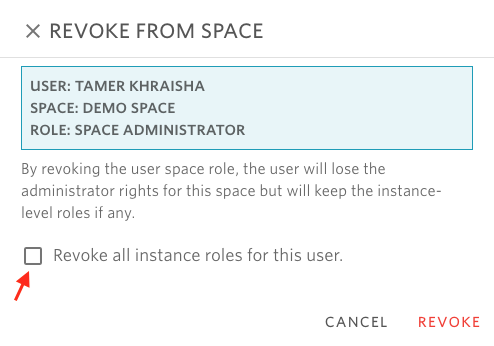 REVOKE FROM SPACE
USER: TAMER KHRAISHA
SPACE: DEMO SPACE
ROLE: SPACE ADMINISTRATOR
By revoking the user space role, the user will lose the
administrator rights for this space but will keep the instance-
level roles if any.
Revoke all instance roles for this user.
CANCEL REVOKE